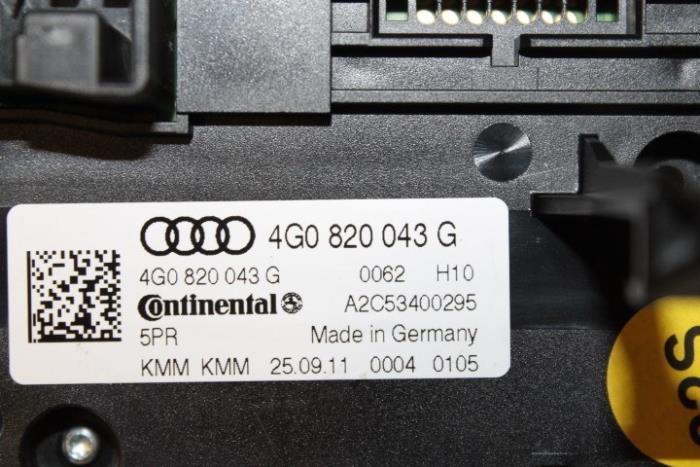 4G0 820 043 G
4G0 820 043 G 0062 H10
Continental A2C53400295
5PR Made in Germany
KMM KMM 25.09.11 0004 0105